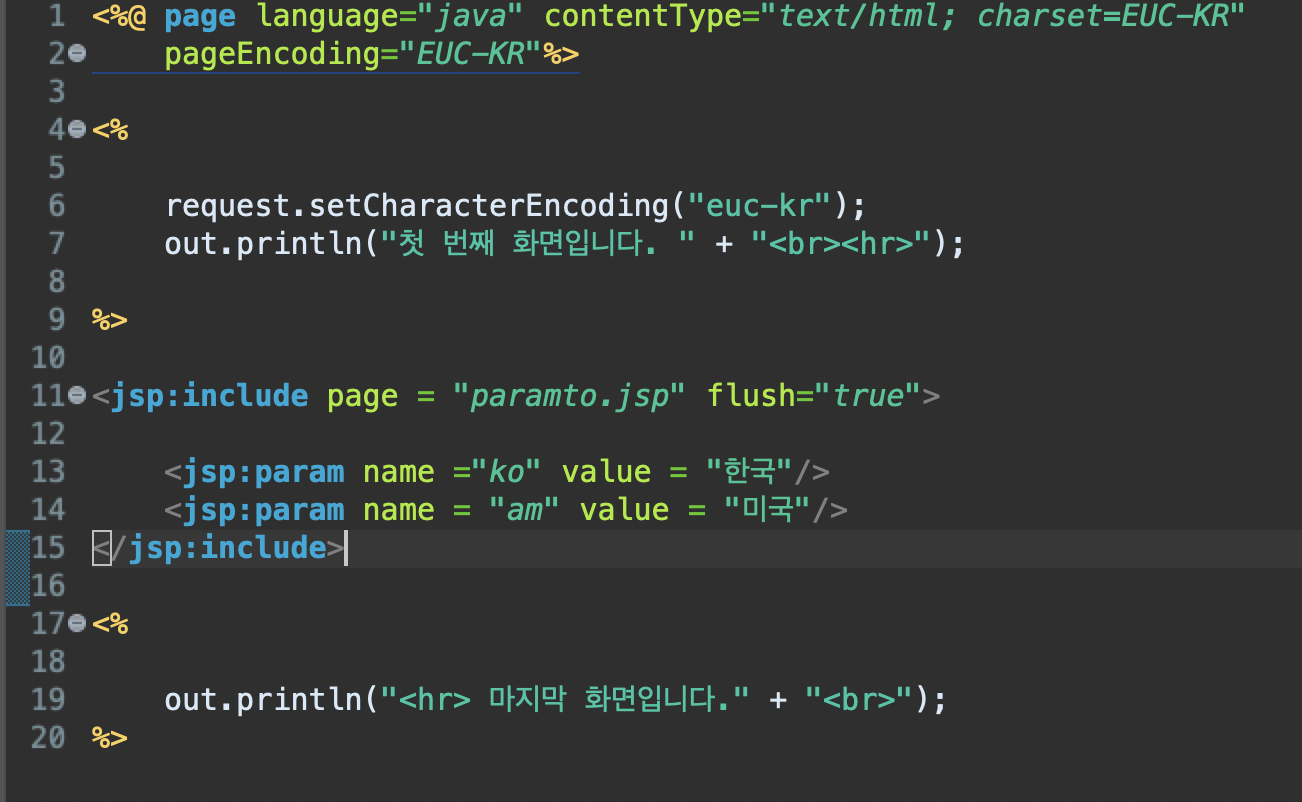 1 <%@ page language="java" contentType="text/html; charset=EUC-KR"
2 pageEncoding="EUC-KR"%>
3
4 <%
5
6 request.setCharacterEncoding("euc-kr");
7 out.println("첫 번째 화면입니다. " + "<br><hr>");
8
9 %>
10
11 <jsp:include page = "paramto.jsp" flush="true">
12
13 <jsp:param name ="ko" value = "한국"/>
14 <jsp:param name = "am" value = "미국"/>
15 </jsp:include>
16
17 <%
18
19 out.println("<hr> 마지막 화면입니다." + "<br>");
20 %>